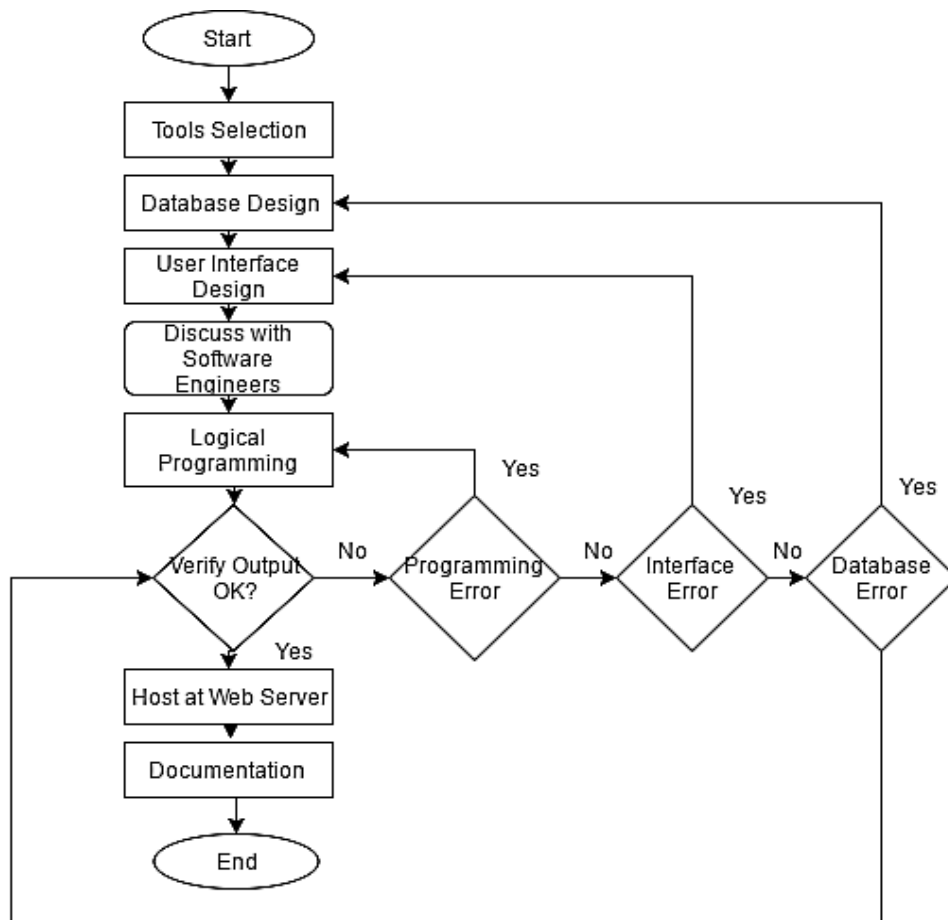 Start
Tools Selection
Database Design
User Interface
Design
Discuss with
Software
Engineers
Logical
Programming
Yes
Yes
Yes
Verify Output
OK?
No
Programming
Error
No
Interface
Error
No
Database
Error
Yes
Host at Web Server
Documentation
End